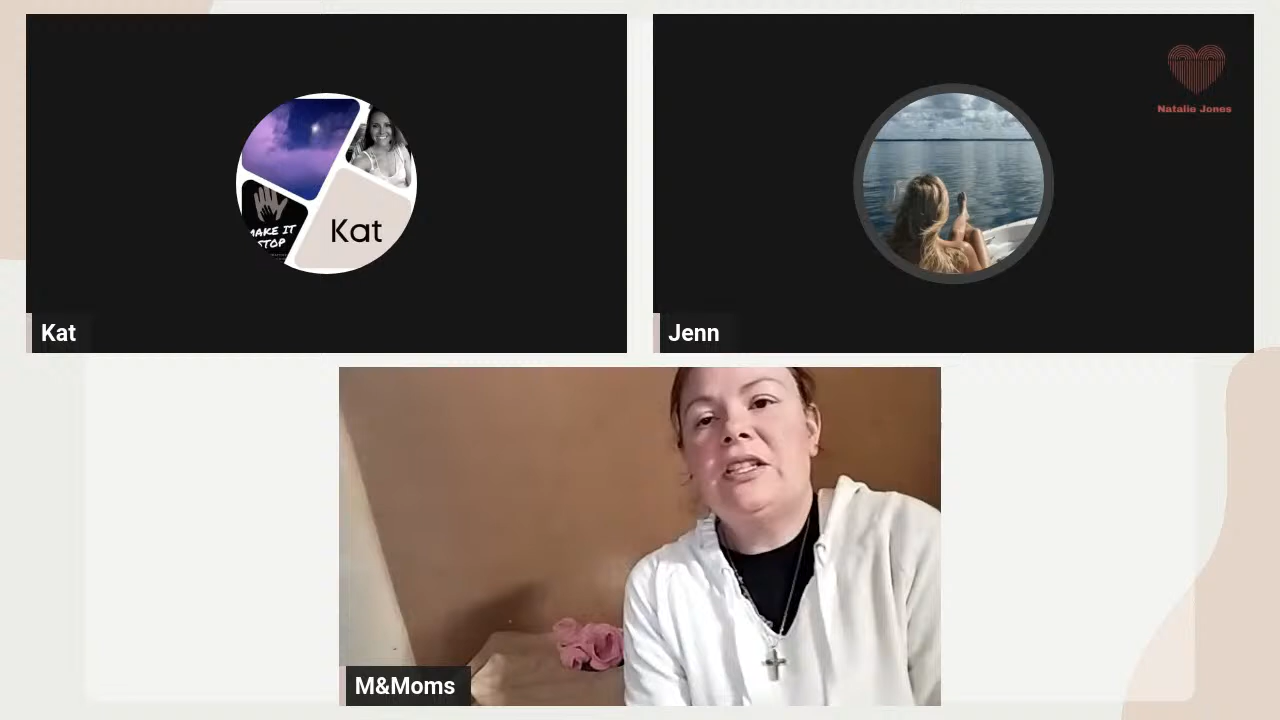 Natalie Jones
MAKE IT
STOP
Kat
Kat
Jenn
M&Moms